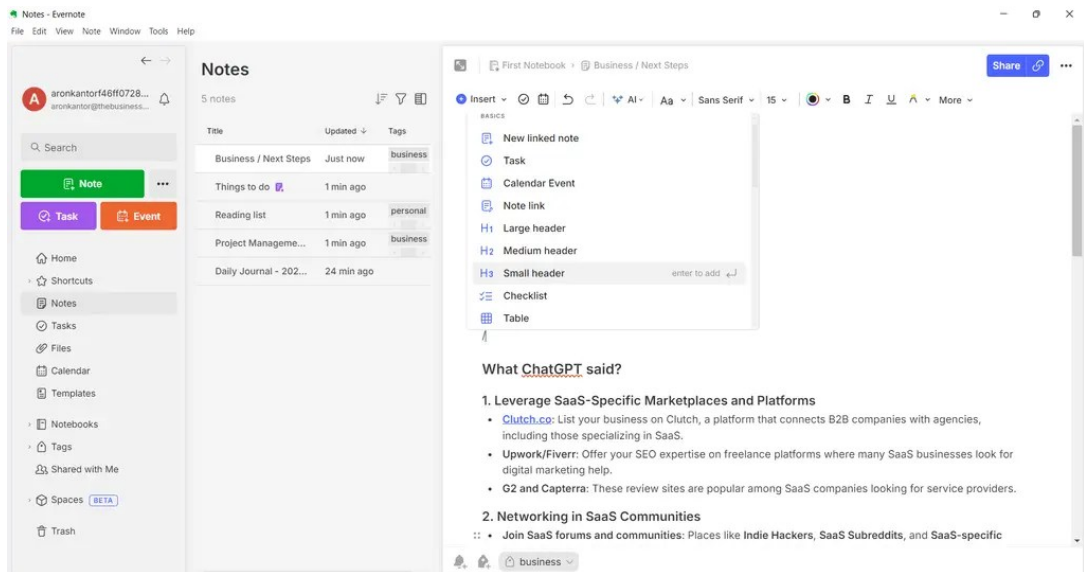 Notes - Evernote
File Edit View Note Window Tools Help
A
aronkantorf46ff0728...
aronkantor@thebusiness...
Search
Note
Task
Event
Home
Shortcuts
Notes
Tasks
Files
Calendar
Templates
Notebooks
Tags
Shared with Me
Spaces BETA
Trash
Notes
5 notes
Title Updated Tags
Business / Next Steps Just now business
Things to do 1 min ago
Reading list 1 min ago personal
Project Manageme... 1 min ago business
Daily Journal - 202... 24 min ago
First Notebook > Business / Next Steps
Share
Insert AI Aa Sans Serif 15 B I U A More
BASICS
New linked note
Task
Calendar Event
Note link
H1 Large header
H2 Medium header
H3 Small header enter to add
Checklist
Table
/
What ChatGPT said?
1. Leverage SaaS-Specific Marketplaces and Platforms
• Clutch.co: List your business on Clutch, a platform that connects B2B companies with agencies,
including those specializing in SaaS.
• Upwork/Fiverr: Offer your SEO expertise on freelance platforms where many SaaS businesses look for
digital marketing help.
• G2 and Capterra: These review sites are popular among SaaS companies looking for service providers.
2. Networking in SaaS Communities
• Join SaaS forums and communities: Places like Indie Hackers, SaaS Subreddits, and SaaS-specific
business